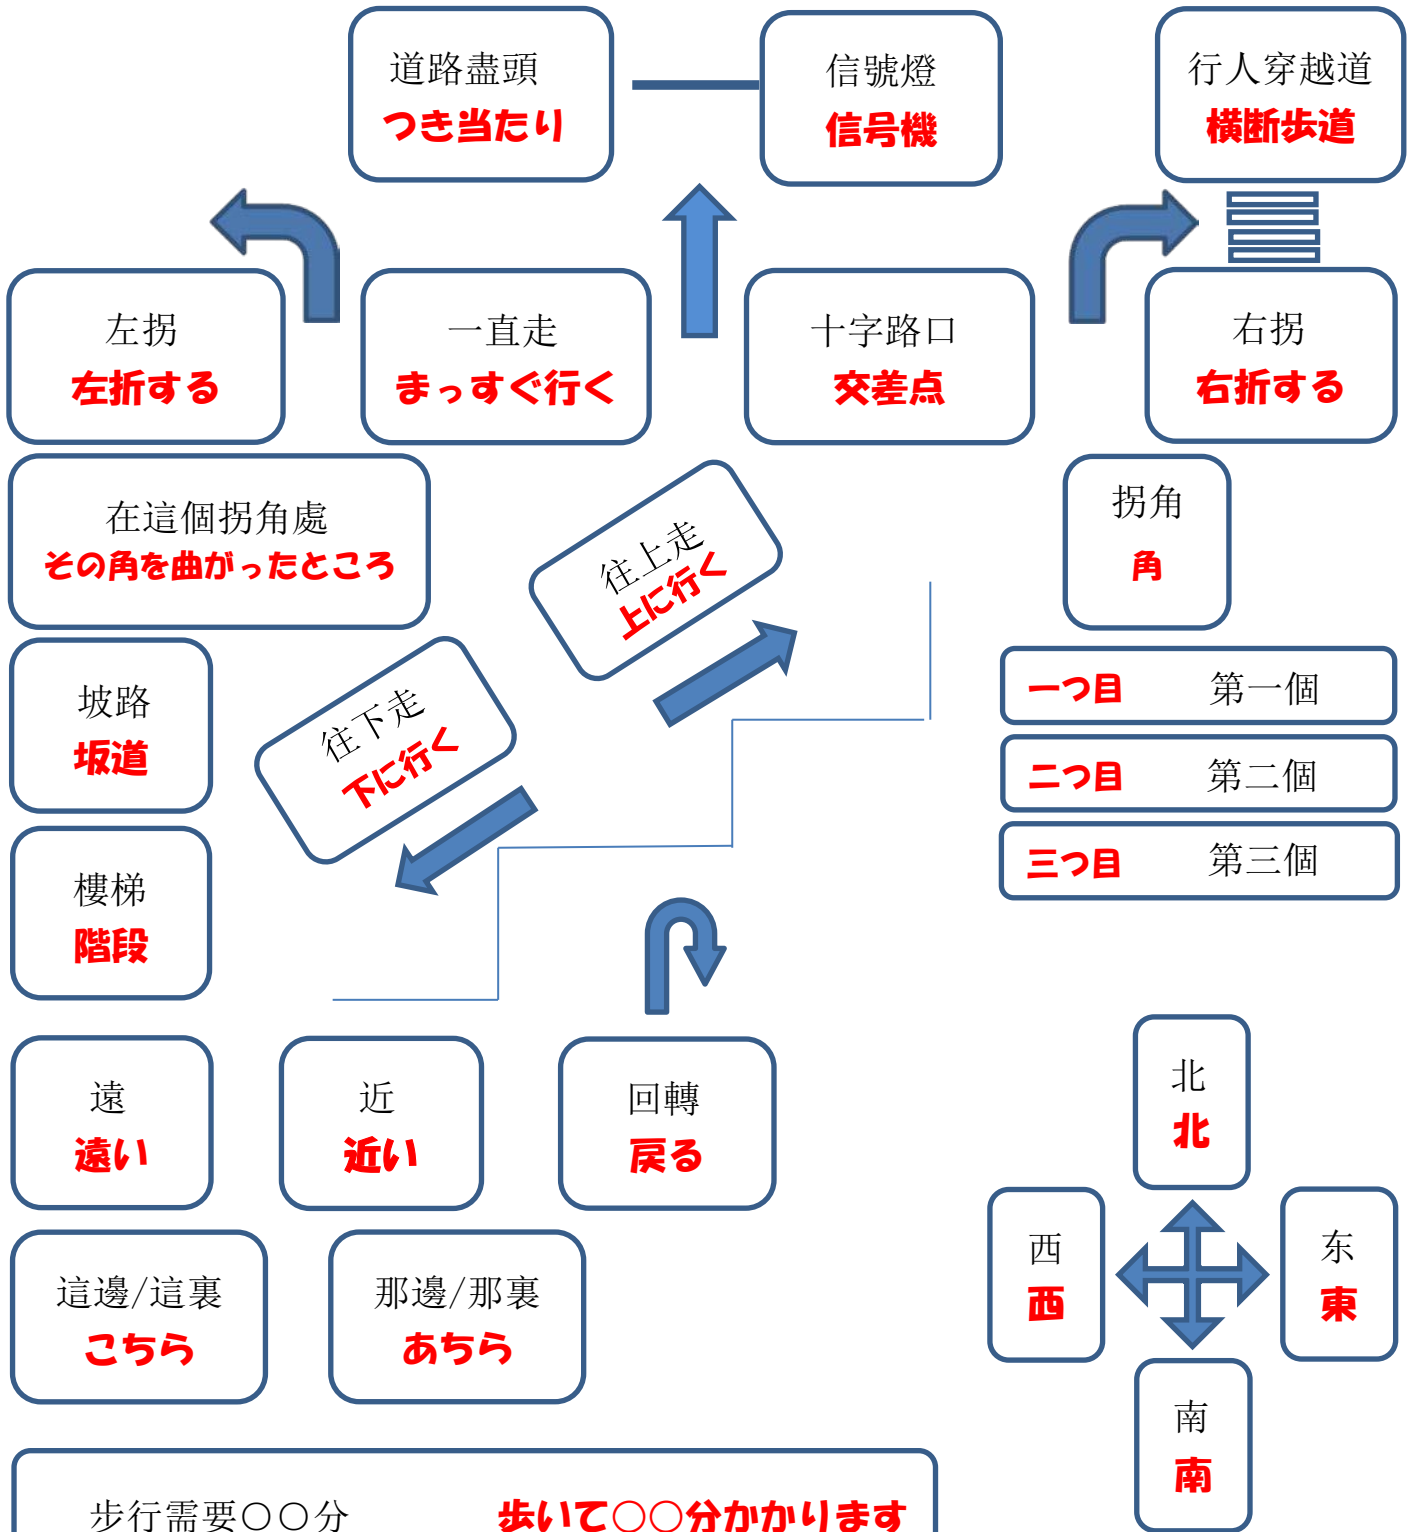 道路盡頭
つき当たり
信號燈
信号機
行人穿越道
横断歩道
左拐
左折する
一直走
まっすぐ行く
十字路口
交差点
右拐
右折する
在這個拐角處
その角を曲がったところ
往上走
上に行く
拐角
角
坡路
坂道
往下走
下に行く
一つ目 第一個
二つ目 第二個
三つ目 第三個
樓梯
階段
遠
遠い
近
近い
回轉
戻る
北
北
西
西
东
東
南
南
這邊/這裏
こちら
那邊/那裏
あちら
步行需要○○分 歩いて○○分かかります